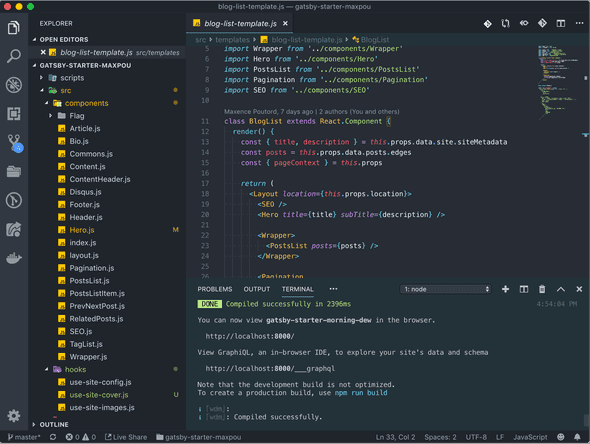 blog-list-template.js — gatsby-starter-maxpou
EXPLORER
OPEN EDITORS
blog-list-template.js src/templates
GATSBY-STARTER-MAXPOU
scripts
src
components
Flag
Article.js
Bio.js
Commons.js
Content.js
ContentHeader.js
Disqus.js
Footer.js
Header.js
Hero.js M
index.js
layout.js
Pagination.js
PostsList.js
PostsListItem.js
PrevNextPost.js
RelatedPosts.js
SEO.js
TagList.js
Wrapper.js
hooks
use-site-config.js
use-site-cover.js U
use-site-images.js
OUTLINE
blog-list-template.js ×
src ▸ templates ▸ blog-list-template.js ▸ BlogList
5 import Wrapper from '../components/Wrapper'
6 import Hero from '../components/Hero'
7 import PostsList from '../components/PostsList'
8 import Pagination from '../components/Pagination'
9 import SEO from '../components/SEO'
10
Maxence Poutord, 7 days ago | 2 authors (You and others)
11 class BlogList extends React.Component {
12 render() {
13 const { title, description } = this.props.data.site.siteMetadata
14 const posts = this.props.data.posts.edges
15 const { pageContext } = this.props
16
17 return (
18 <Layout location={this.props.location}>
19 <SEO />
20 <Hero title={title} subTitle={description} />
21
22 <Wrapper>
23 <PostsList posts={posts} />
24 </Wrapper>
25
26 <Pagination
PROBLEMS OUTPUT TERMINAL ••• 1: node
DONE Compiled successfully in 2396ms 4:54:04 PM
You can now view gatsby-starter-morning-dew in the browser.
http://localhost:8000/
View GraphiQL, an in-browser IDE, to explore your site's data and schema
http://localhost:8000/___graphql
Note that the development build is not optimized.
To create a production build, use npm run build
ℹ ｢wdm｣:
ℹ ｢wdm｣: Compiled successfully.
master* 0 0 Live Share gatsby-starter-maxpou Ln 33, Col 2 Spaces: 2 UTF-8 LF JavaScript